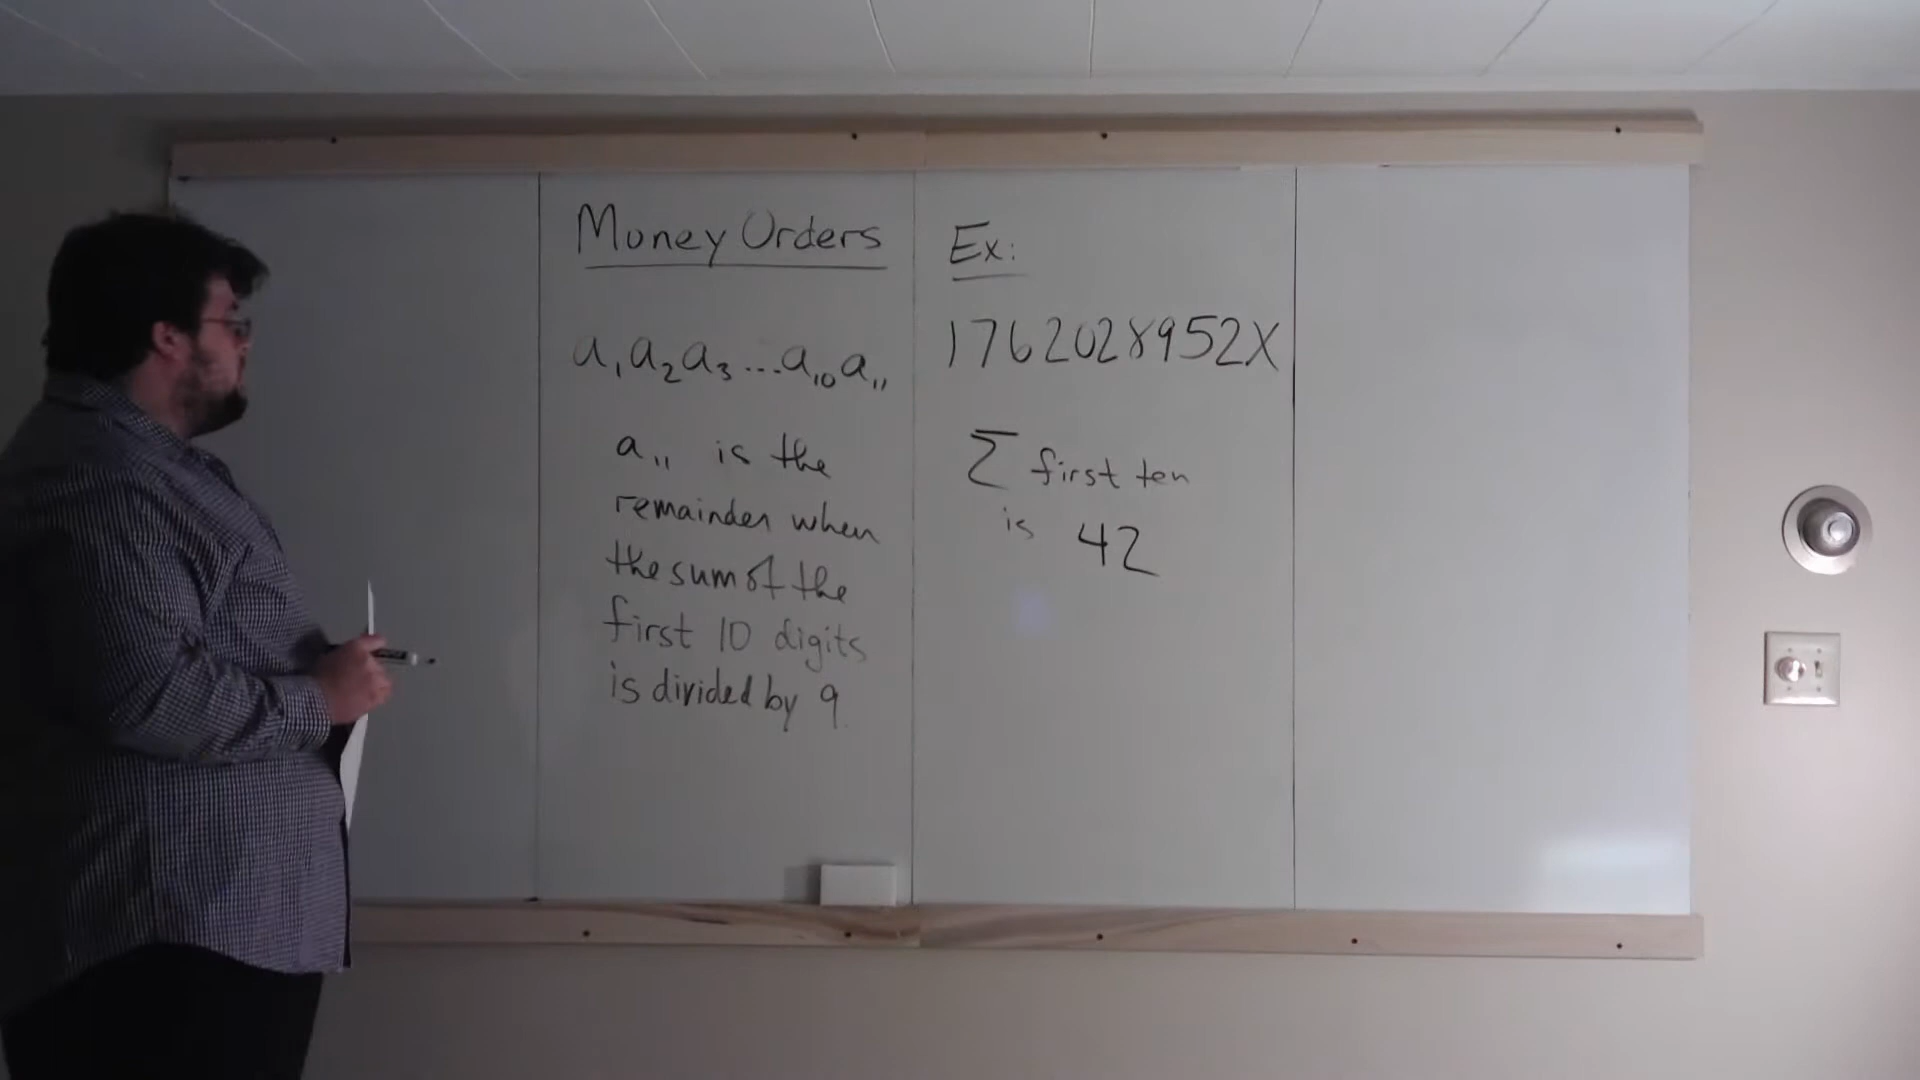 Money Orders
a₁a₂a₃...a₁₀a₁₁
a₁₁ is the
remainder when
the sum of the
first 10 digits
is divided by 9.
Ex:
1762028952X
Σ first ten
is 42